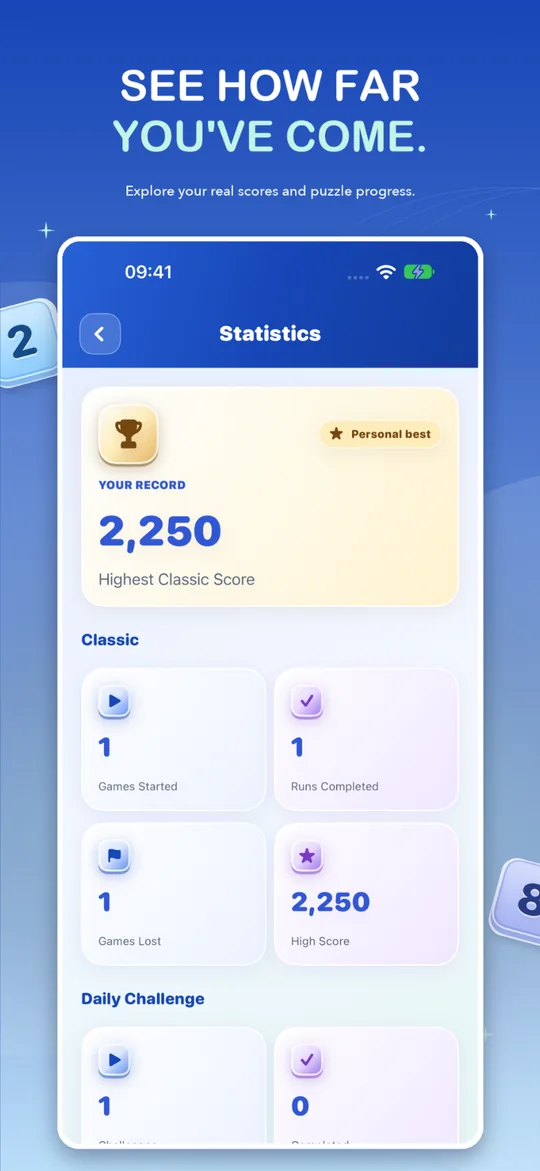 SEE HOW FAR
YOU'VE COME.
Explore your real scores and puzzle progress.
09:41
2
Statistics
Personal best
YOUR RECORD
2,250
Highest Classic Score
Classic
1
1
Games Started
Runs Completed
1
2,250
Games Lost
High Score
8
Daily Challenge
1
0